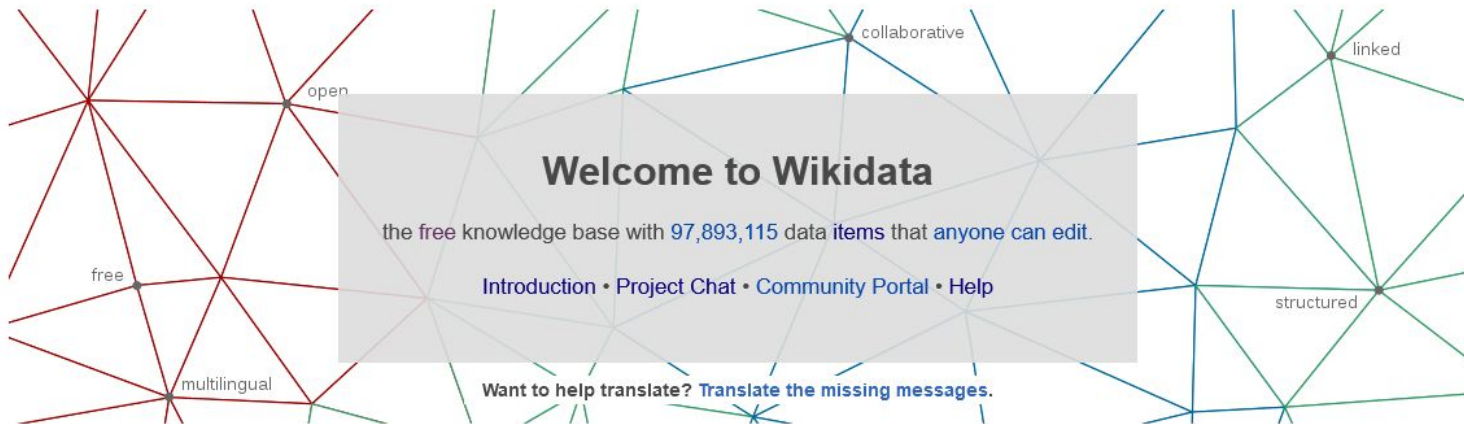 collaborative
linked
open
Welcome to Wikidata
the free knowledge base with 97,893,115 data items that anyone can edit.
free
Introduction • Project Chat • Community Portal • Help
structured
multilingual
Want to help translate? Translate the missing messages.